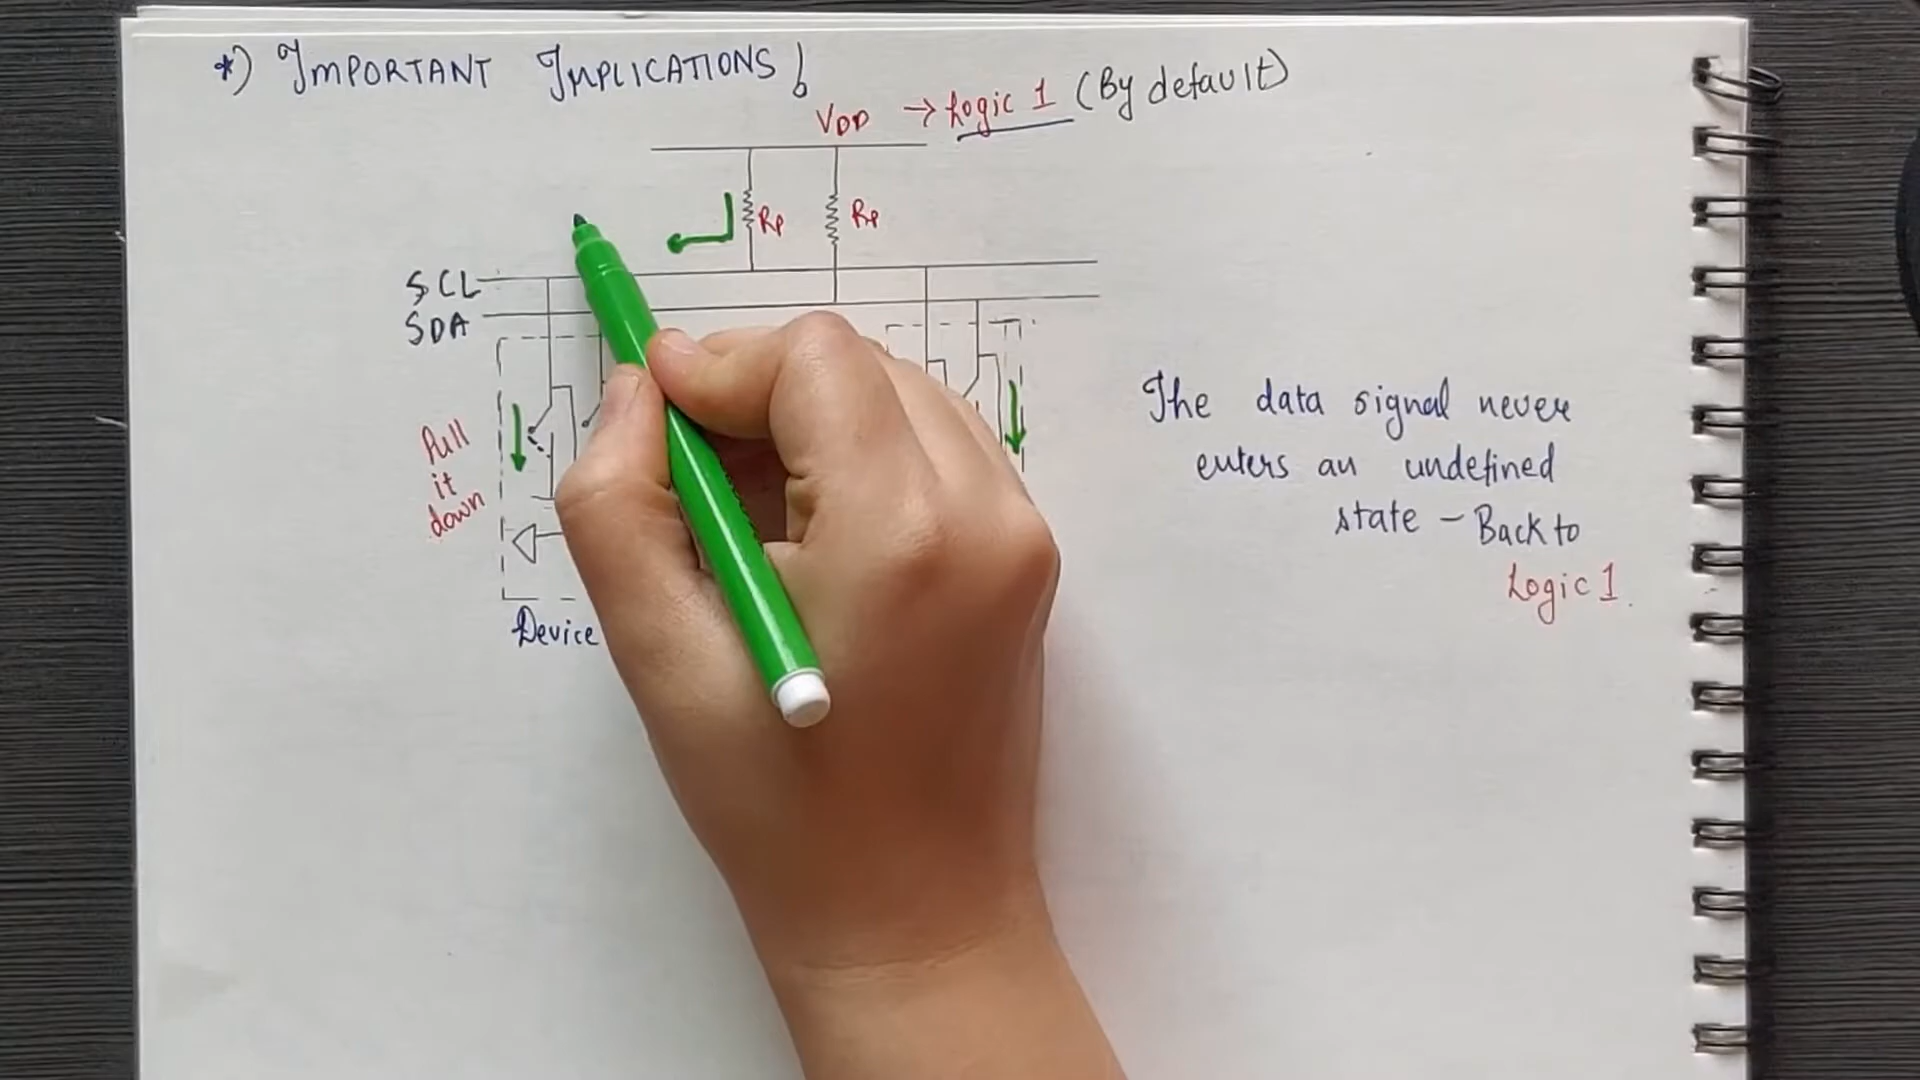 *) IMPORTANT IMPLICATIONS!
VDD → Logic 1 (By default)
Rp Rp
SCL
SDA
Pull
it
down
Device
The data signal never
enters an undefined
state - Back to
Logic 1.